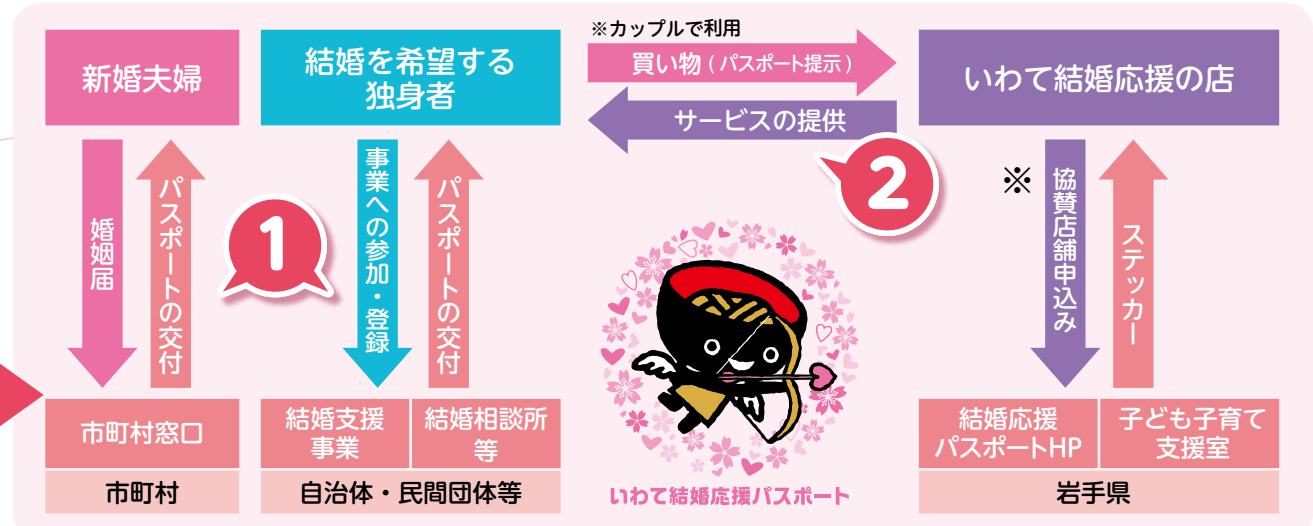 新婚夫婦
結婚を希望する
独身者
※カップルで利用
買い物(パスポート提示)
サービスの提供
いわて結婚応援の店
婚姻届
パスポートの交付
1
事業への参加・登録
パスポートの交付
2
※
協賛店舗申込み
ステッカー
市町村窓口
市町村
結婚支援
事業
結婚相談所
等
自治体・民間団体等
いわて結婚応援パスポート
結婚応援
パスポートHP
子ども子育て
支援室
岩手県